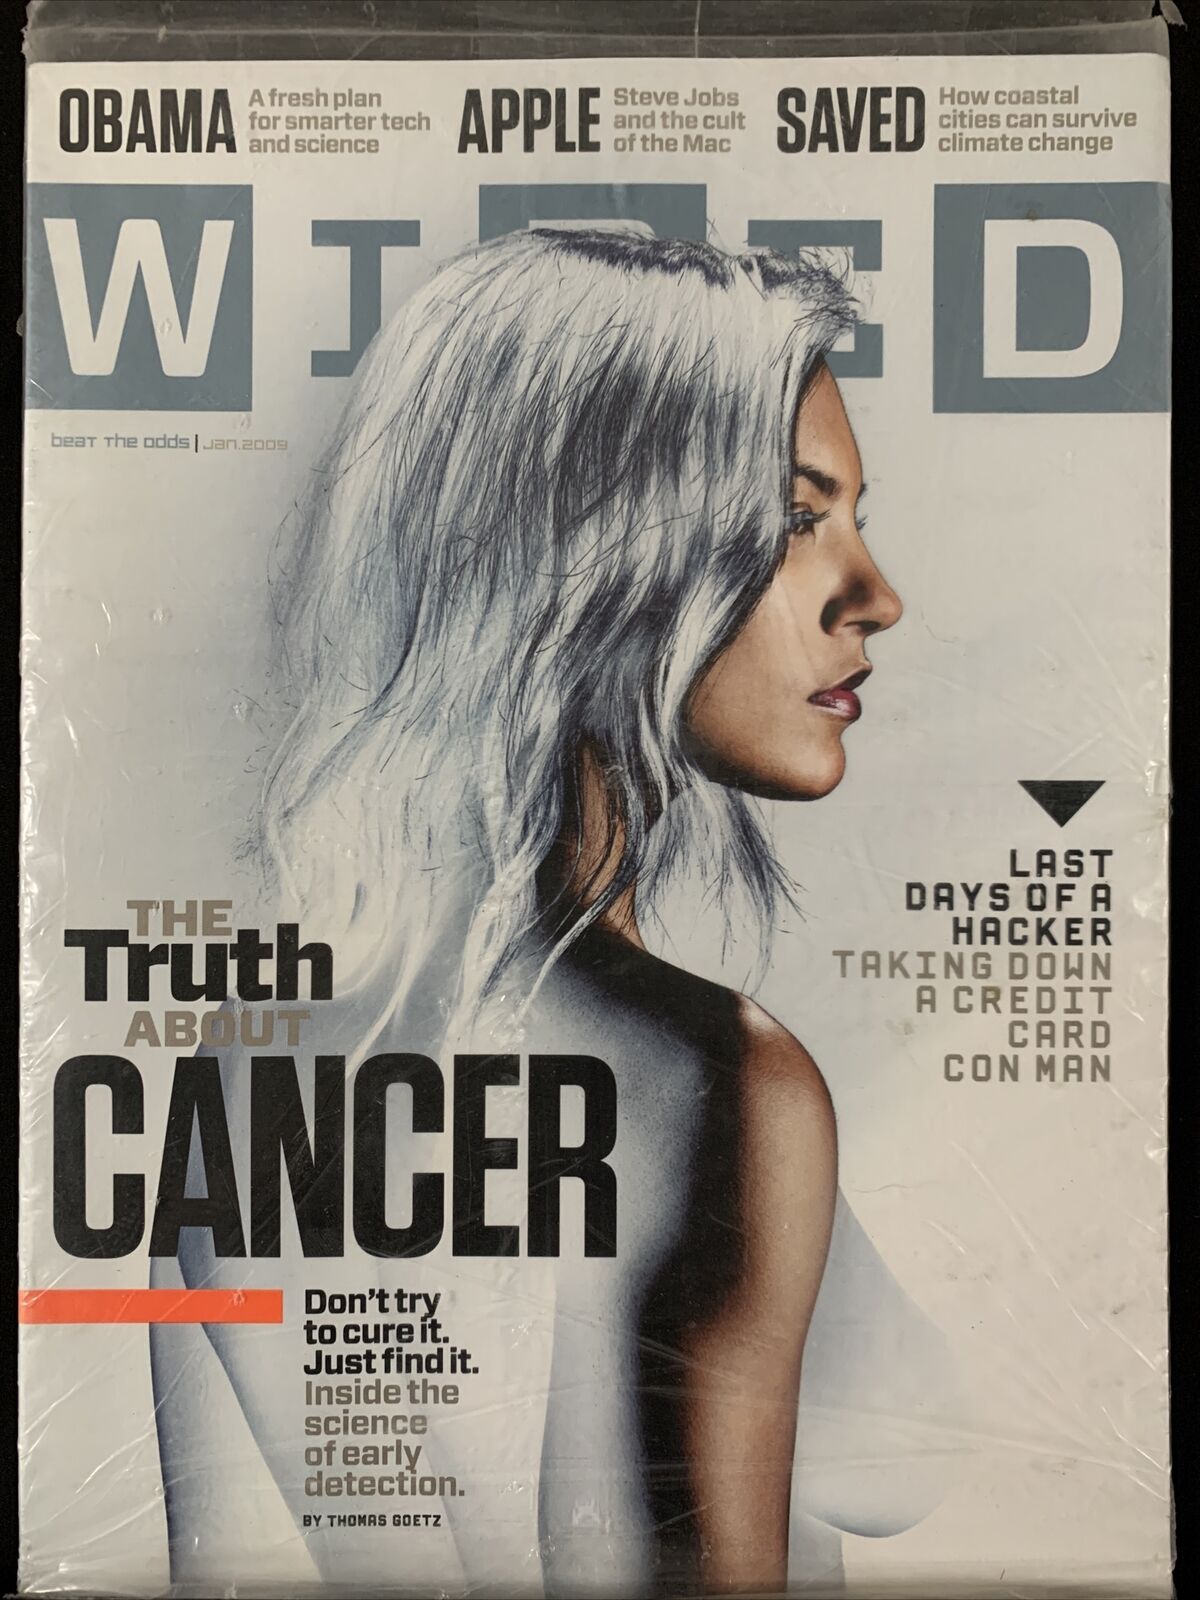 OBAMA
A fresh plan
for smarter tech
and science
APPLE
Steve Jobs
and the cult
of the Mac
SAVED
How coastal
cities can survive
climate change
WIRED
beat the odds | Jan.2009
LAST
DAYS OF A
HACKER
TAKING DOWN
A CREDIT
CARD
CON MAN
THE
Truth
ABOUT
CANCER
Don't try
to cure it.
Just find it.
Inside the
science
of early
detection.
BY THOMAS GOETZ